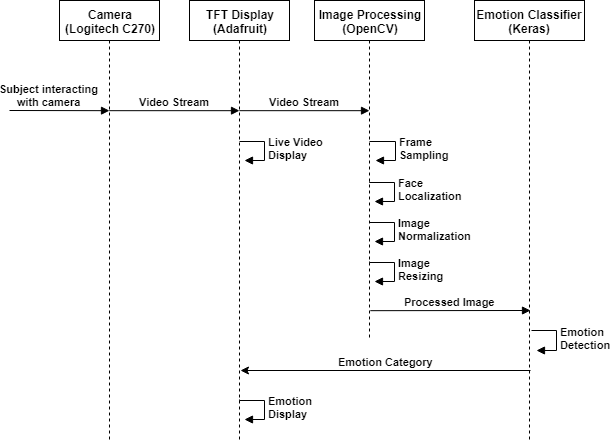 Camera
(Logitech C270)
TFT Display
(Adafruit)
Image Processing
(OpenCV)
Emotion Classifier
(Keras)
Subject interacting
with camera
Video Stream
Video Stream
Live Video
Display
Frame
Sampling
Face
Localization
Image
Normalization
Image
Resizing
Processed Image
Emotion
Detection
Emotion Category
Emotion
Display